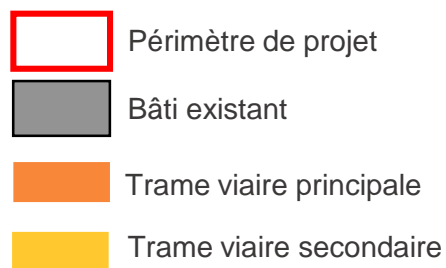 Périmètre de projet
Bâti existant
Trame viaire principale
Trame viaire secondaire